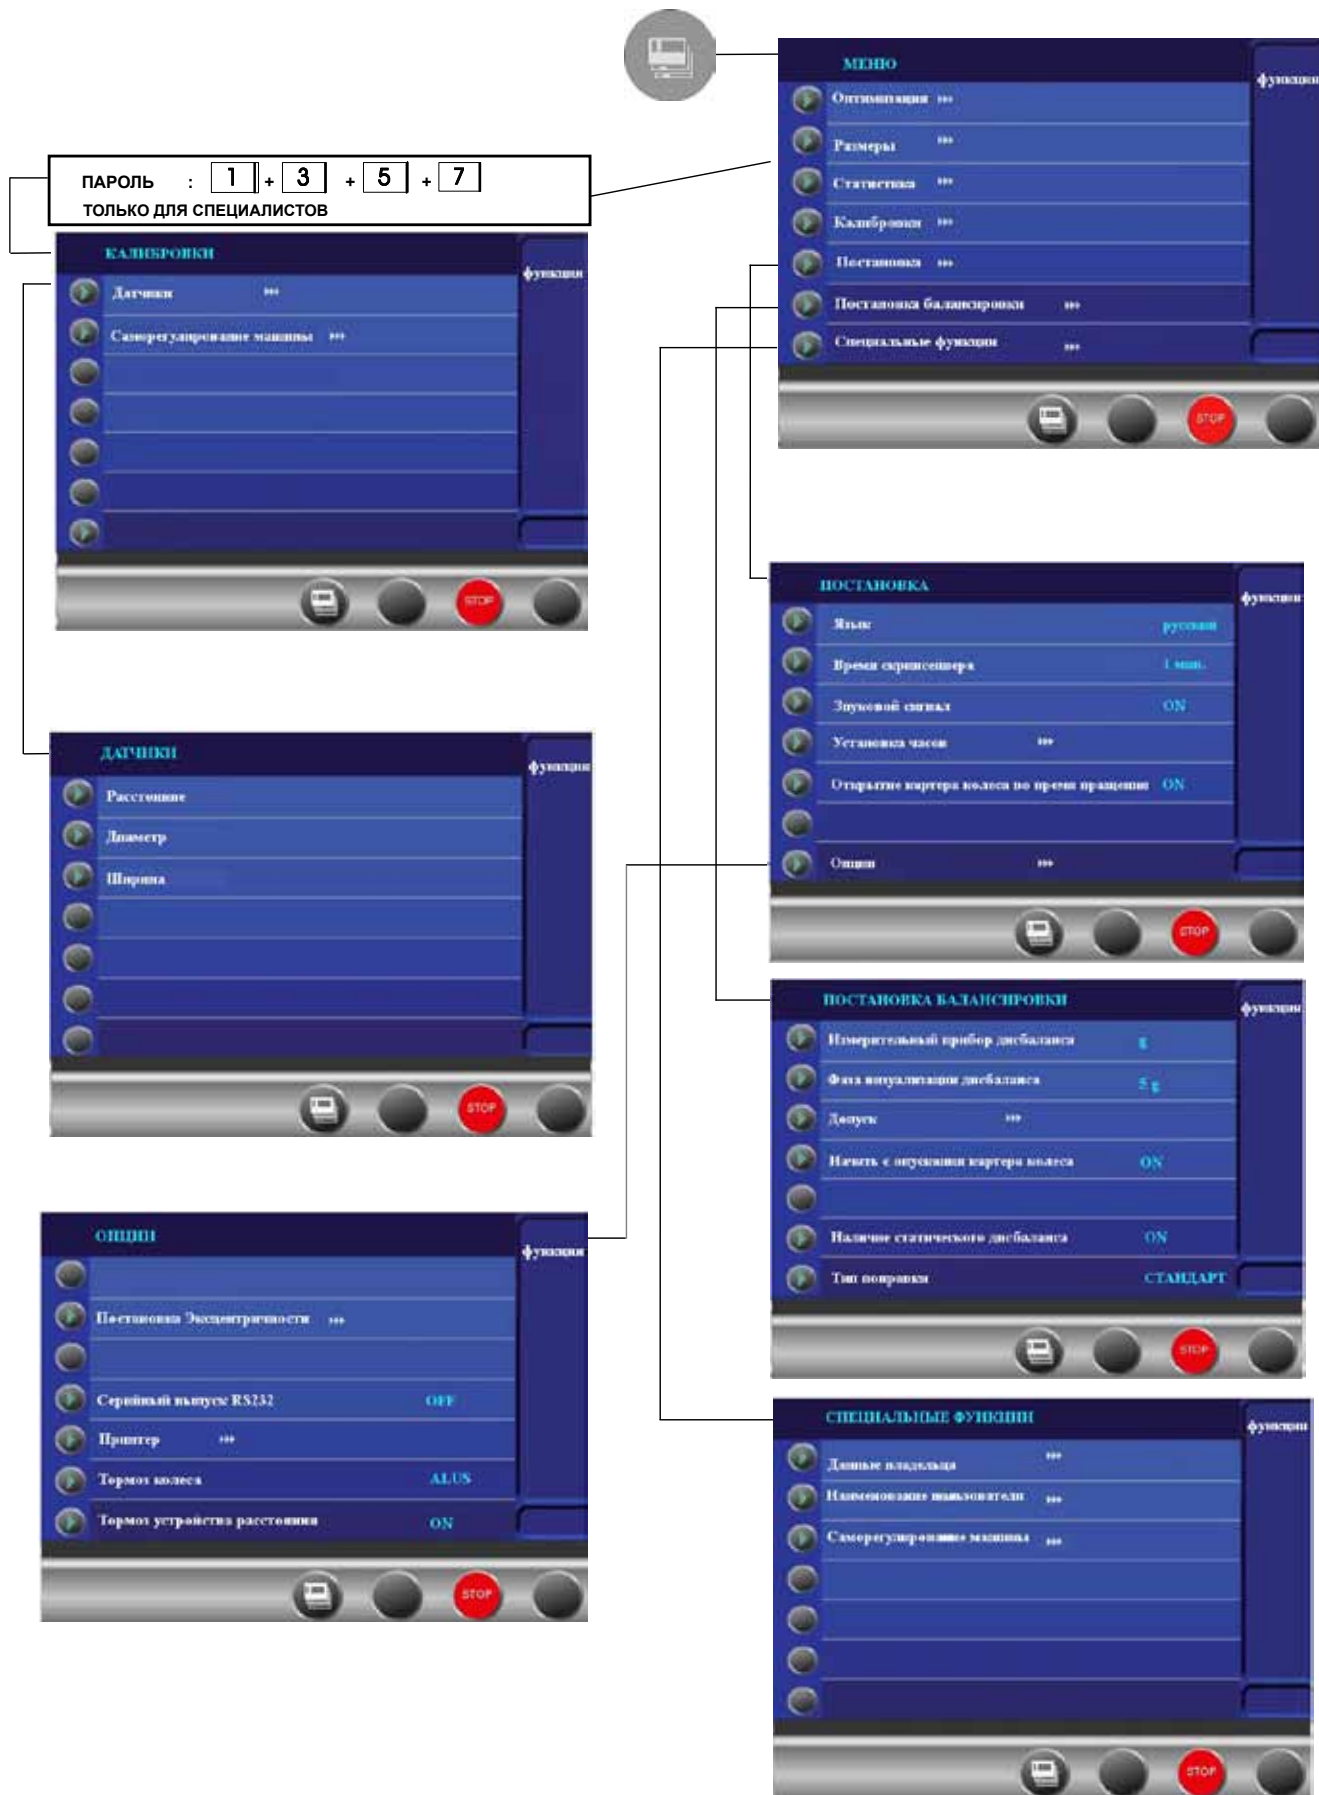 МЕНЮ
функции
Оптимизация »»
Размеры »»
Статистика »»
Калибровки »»
Постановка »»
Постановка балансировки »»
Специальные функции »»
STOP
ПАРОЛЬ : 1 + 3 + 5 + 7
ТОЛЬКО ДЛЯ СПЕЦИАЛИСТОВ
КАЛИБРОВКИ
функции
Датчики »»
Саморегулирование машины »»
STOP
ПОСТАНОВКА
функции
Язык русский
Время скринсейвера 1 мин.
Звуковой сигнал ON
Установка часов »»
Открытие картера колеса во время вращения ON
Опции »»
STOP
ДАТЧИКИ
функции
Расстояние
Диаметр
Ширина
STOP
ПОСТАНОВКА БАЛАНСИРОВКИ
функции
Измерительный прибор дисбаланса g
Фаза визуализации дисбаланса 5 g
Допуск »»
Начать с опускания картера колеса ON
Наличие статического дисбаланса ON
Тип поправки СТАНДАРТ
STOP
ОПЦИИ
функции
Постановка Эксцентричности »»
Серийный выпуск RS232 OFF
Принтер »»
Тормоз колеса ALUS
Тормоз устройства расстояния ON
STOP
СПЕЦИАЛЬНЫЕ ФУНКЦИИ
функции
Данные владельца »»
Наименование пользователя »»
Саморегулирование машины »»
STOP